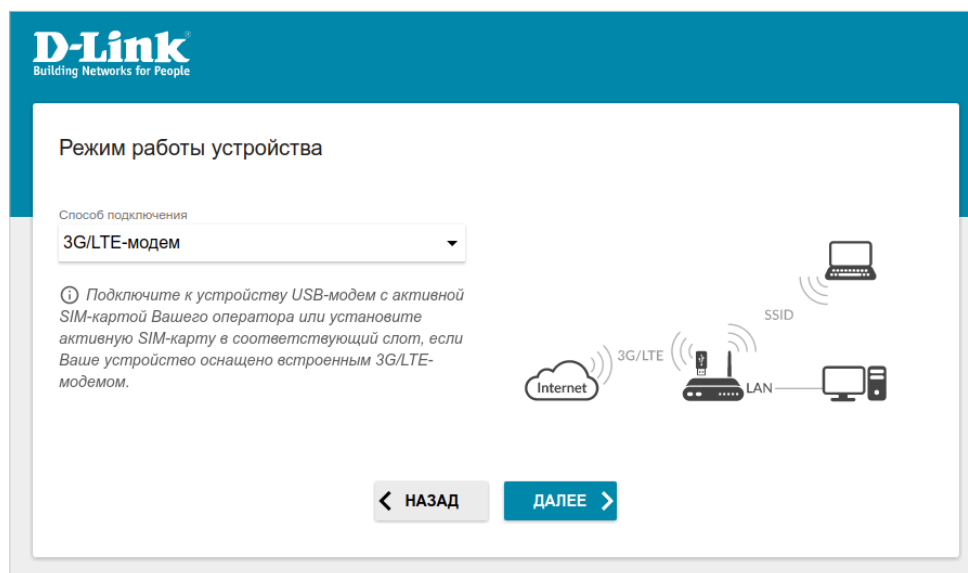 D-Link
Building Networks for People
Режим работы устройства
Способ подключения
3G/LTE-модем
Подключите к устройству USB-модем с активной
SIM-картой Вашего оператора или установите
активную SIM-карту в соответствующий слот, если
Ваше устройство оснащено встроенным 3G/LTE-
модемом.
SSID
3G/LTE
Internet
LAN
НАЗАД
ДАЛЕЕ